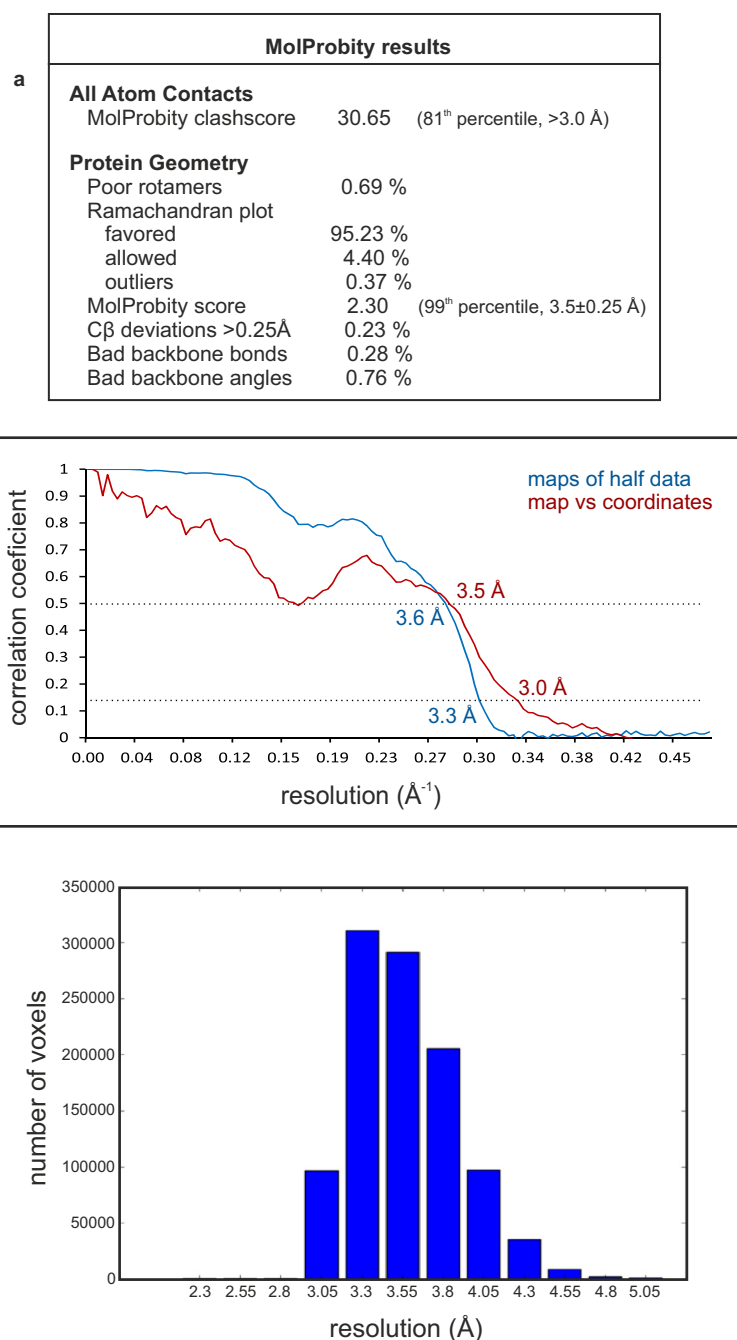 MolProbity results
a
All Atom Contacts
MolProbity clashscore 30.65 (81th percentile, >3.0 Å)
Protein Geometry
Poor rotamers 0.69 %
Ramachandran plot
favored 95.23 %
allowed 4.40 %
outliers 0.37 %
MolProbity score 2.30 (99th percentile, 3.5±0.25 Å)
Cβ deviations >0.25Å 0.23 %
Bad backbone bonds 0.28 %
Bad backbone angles 0.76 %
correlation coeficient
1
0.9
0.8
0.7
0.6
0.5
0.4
0.3
0.2
0.1
0
maps of half data
map vs coordinates
3.5 Å
3.6 Å
3.0 Å
3.3 Å
0.00 0.04 0.08 0.12 0.15 0.19 0.23 0.27 0.30 0.34 0.38 0.42 0.45
resolution (Å-1)
number of voxels
350000
300000
250000
200000
150000
100000
50000
0
2.3 2.55 2.8 3.05 3.3 3.55 3.8 4.05 4.3 4.55 4.8 5.05
resolution (Å)